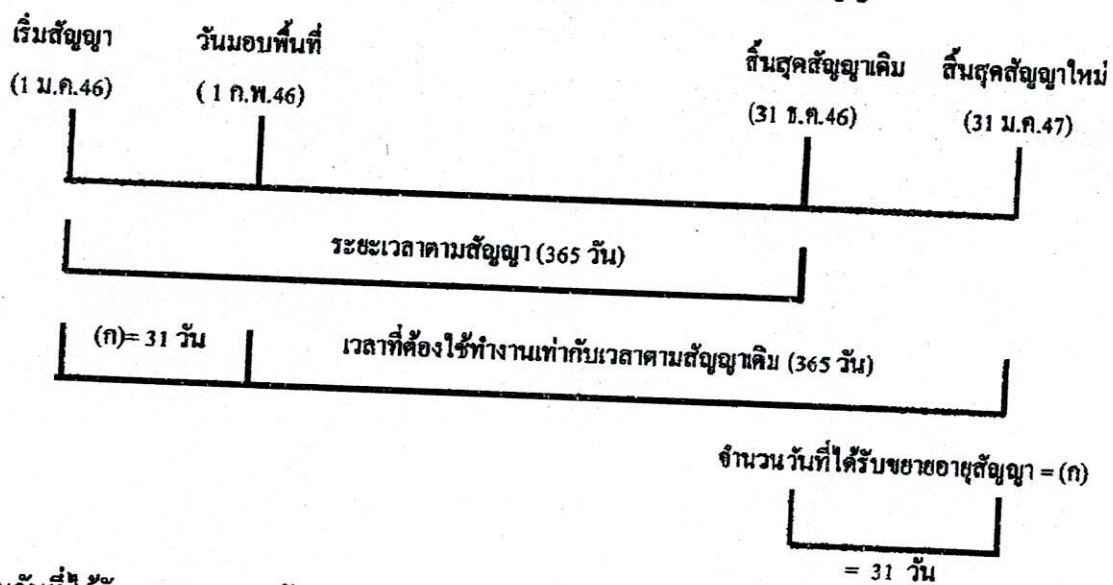 เริ่มสัญญา วันมอบพื้นที่ สิ้นสุดสัญญาเดิม สิ้นสุดสัญญาใหม่
(1 ม.ค.46) ( 1 ก.พ.46) (31 ธ.ค.46) (31 ม.ค.47)
ระยะเวลาตามสัญญา (365 วัน)
(ก)= 31 วัน เวลาที่ต้องใช้ทำงานเท่ากับเวลาตามสัญญาเดิม (365 วัน)
จำนวนวันที่ได้รับขยายอายุสัญญา = (ก)
= 31 วัน